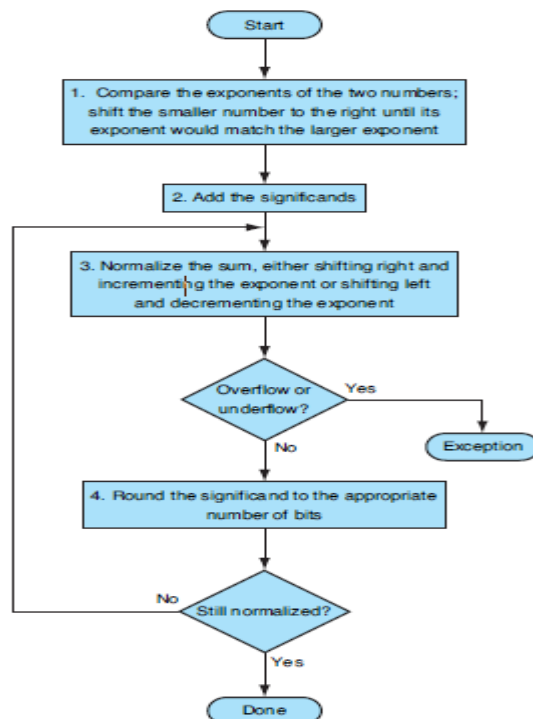 Start
1. Compare the exponents of the two numbers;
shift the smaller number to the right until its
exponent would match the larger exponent
2. Add the significands
3. Normalize the sum, either shifting right and
incrementing the exponent or shifting left
and decrementing the exponent
Overflow or
underflow?
Yes
Exception
No
4. Round the significand to the appropriate
number of bits
No
Still normalized?
Yes
Done